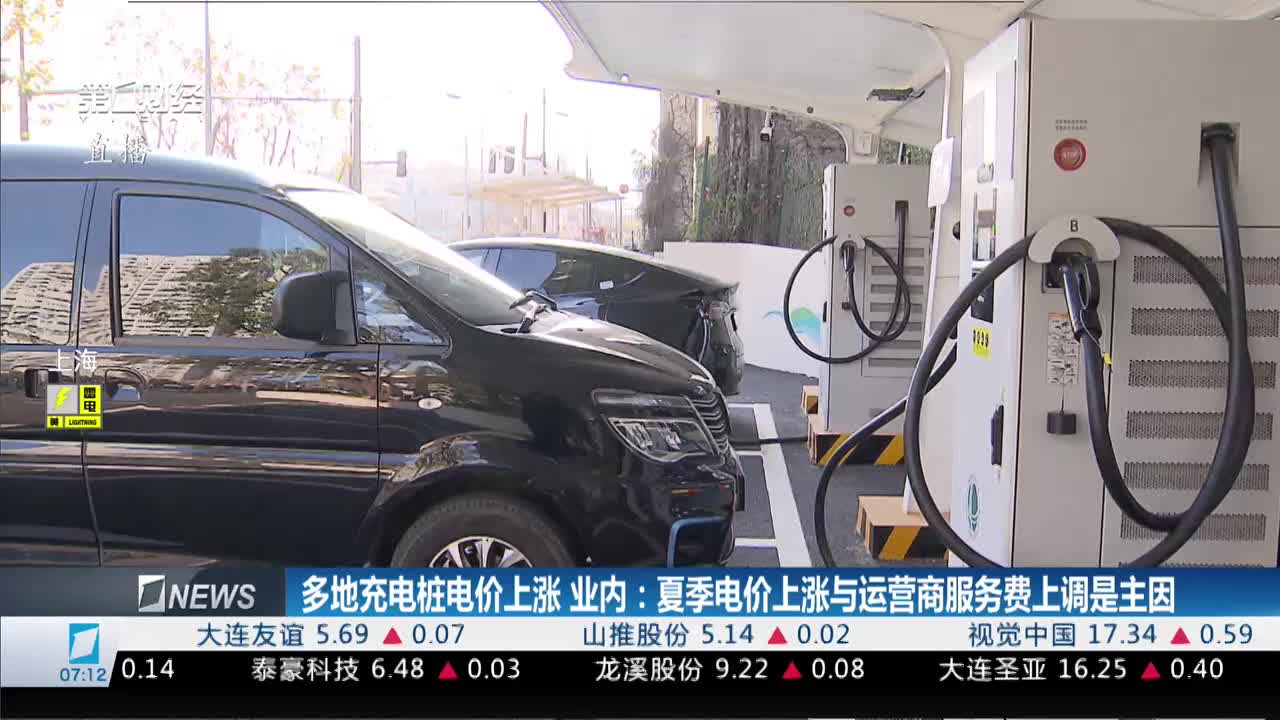 第一财经
直播
STOP
B
上海
雷电
黄 LIGHTNING
NEWS
多地充电桩电价上涨 业内：夏季电价上涨与运营商服务费上调是主因
大连友谊 5.69 ▲ 0.07 山推股份 5.14 ▲ 0.02 视觉中国 17.34 ▲ 0.59
07:12
0.14 泰豪科技 6.48 ▲ 0.03 龙溪股份 9.22 ▲ 0.08 大连圣亚 16.25 ▲ 0.40